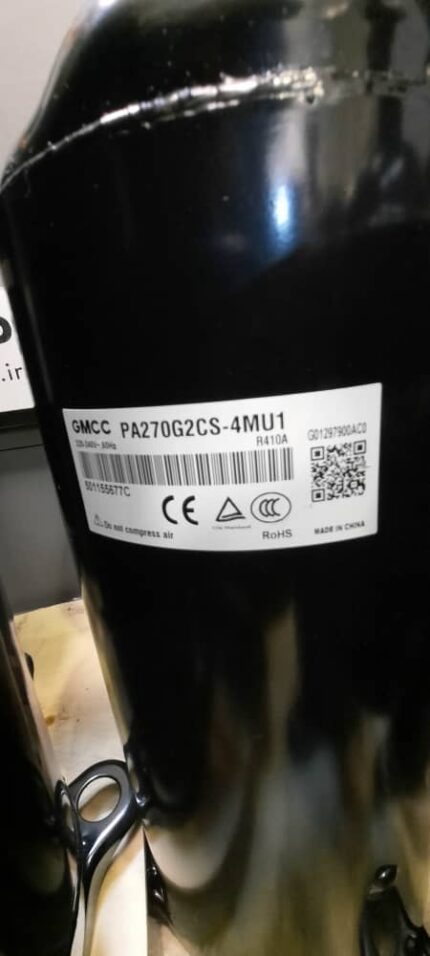 GMCC PA270G2CS-4MU1
220-240V~ 50Hz R410A
G01297900AC0
501155677C
CE
CCC
Do not compress air
RoHS
MADE IN CHINA
.ir